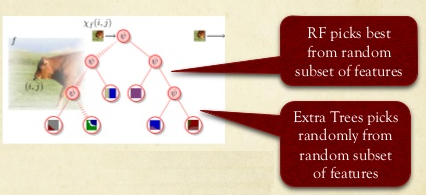 χf(i,j)
f
(i,j)
ψ
ψ
ψ
ψ
ψ
RF picks best
from random
subset of features
Extra Trees picks
randomly from
random subset
of features